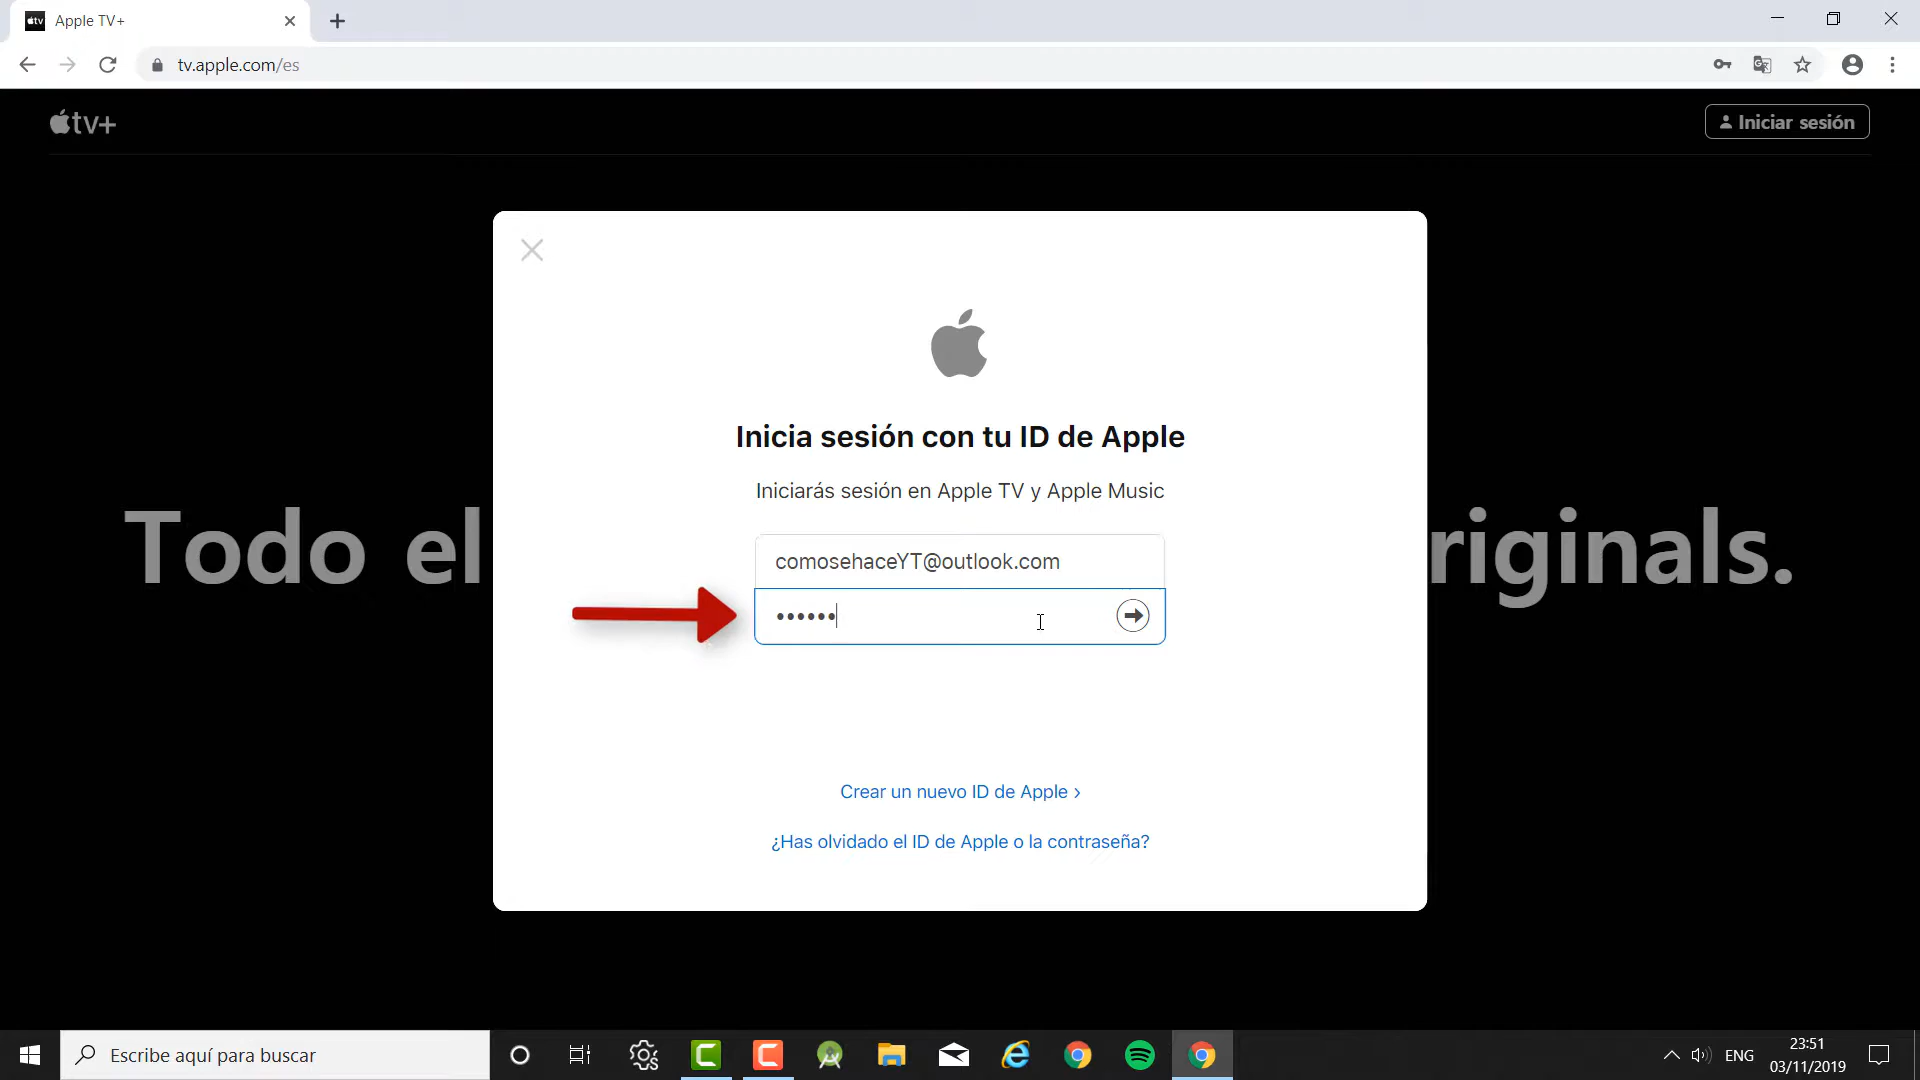 Apple TV+
tv.apple.com/es
tv+
Iniciar sesión
Todo el
riginals.
Inicia sesión con tu ID de Apple
Iniciarás sesión en Apple TV y Apple Music
comosehaceYT@outlook.com
••••••
Crear un nuevo ID de Apple ›
¿Has olvidado el ID de Apple o la contraseña?
Escribe aquí para buscar
ENG
23:51
03/11/2019